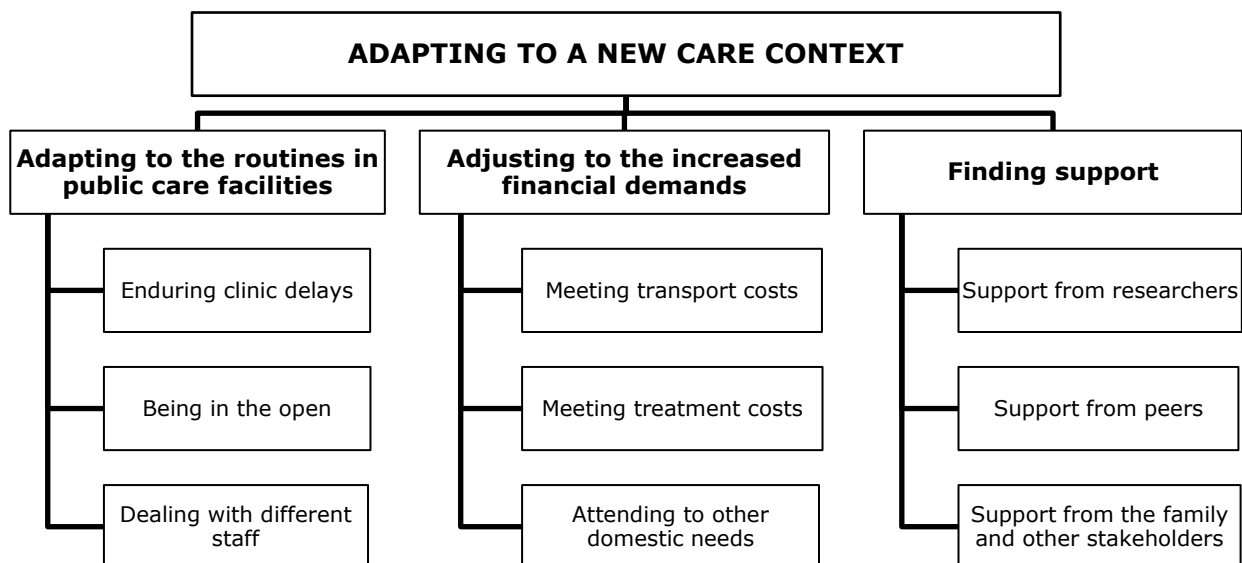 ADAPTING TO A NEW CARE CONTEXT
Adapting to the routines in
public care facilities
Enduring clinic delays
Being in the open
Dealing with different
staff
Adjusting to the increased
financial demands
Meeting transport costs
Meeting treatment costs
Attending to other
domestic needs
Finding support
Support from researchers
Support from peers
Support from the family
and other stakeholders